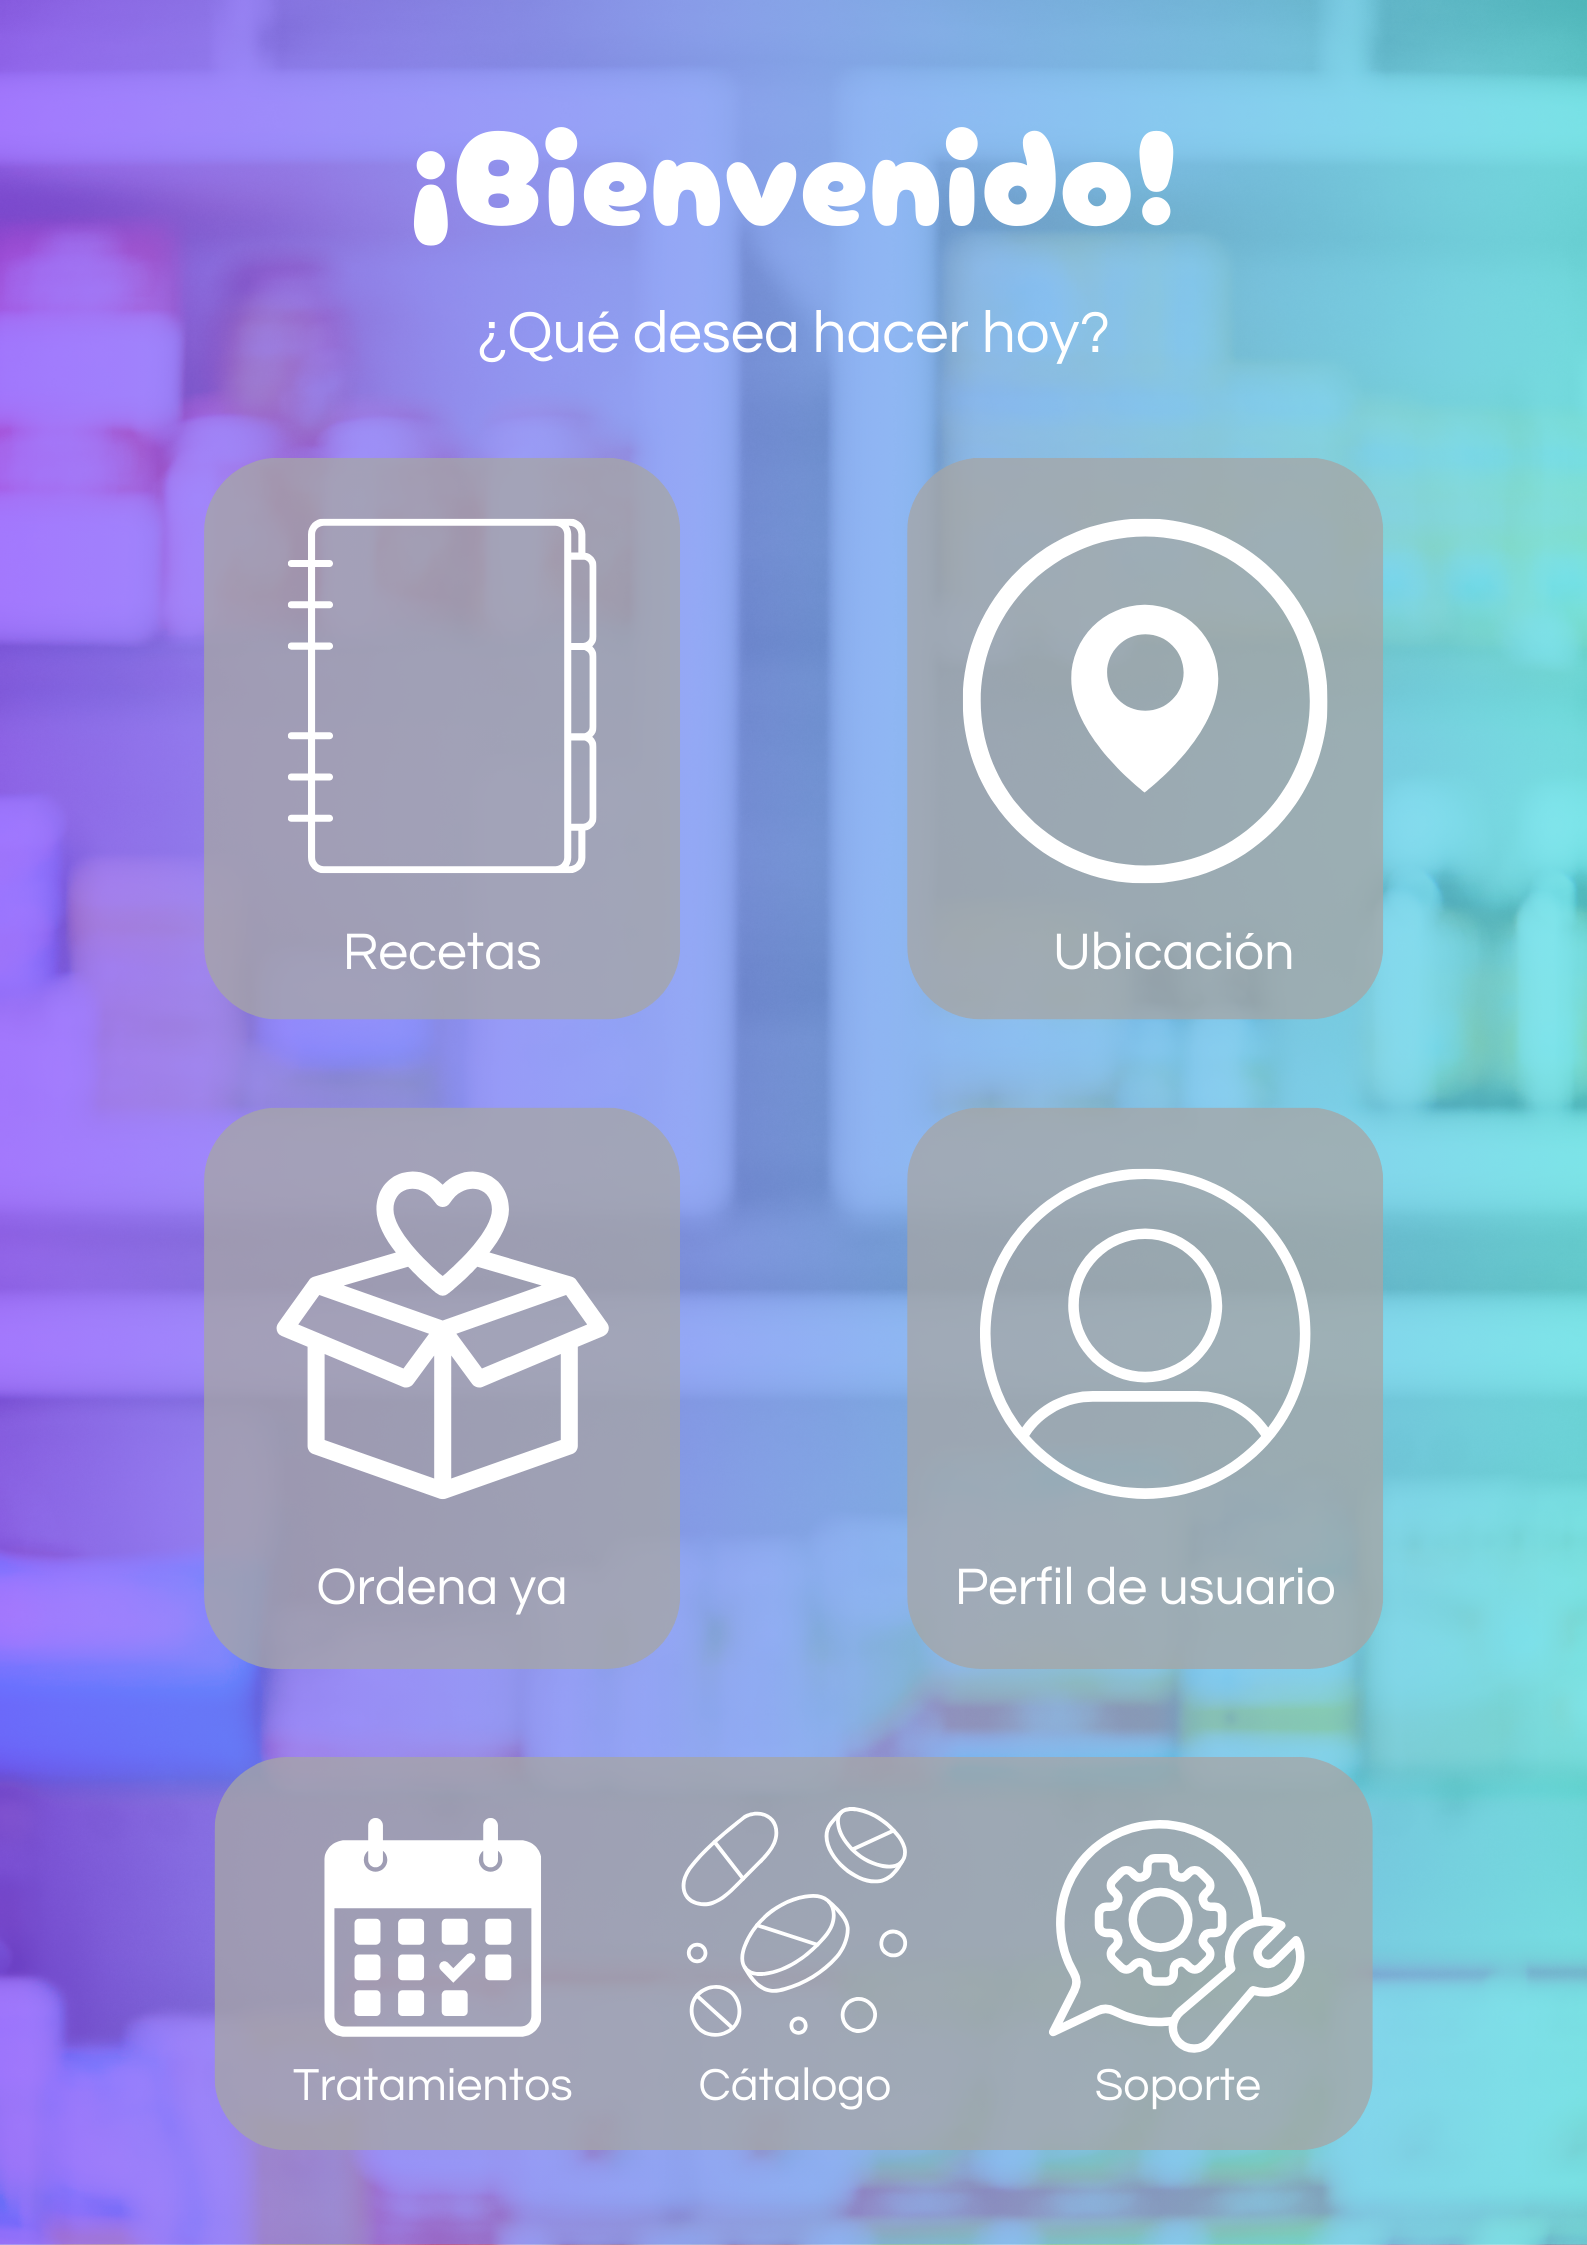 ¡Bienvenido!
¿Qué desea hacer hoy?
Recetas
Ubicación
Ordena ya
Perfil de usuario
Tratamientos
Cátalogo
Soporte